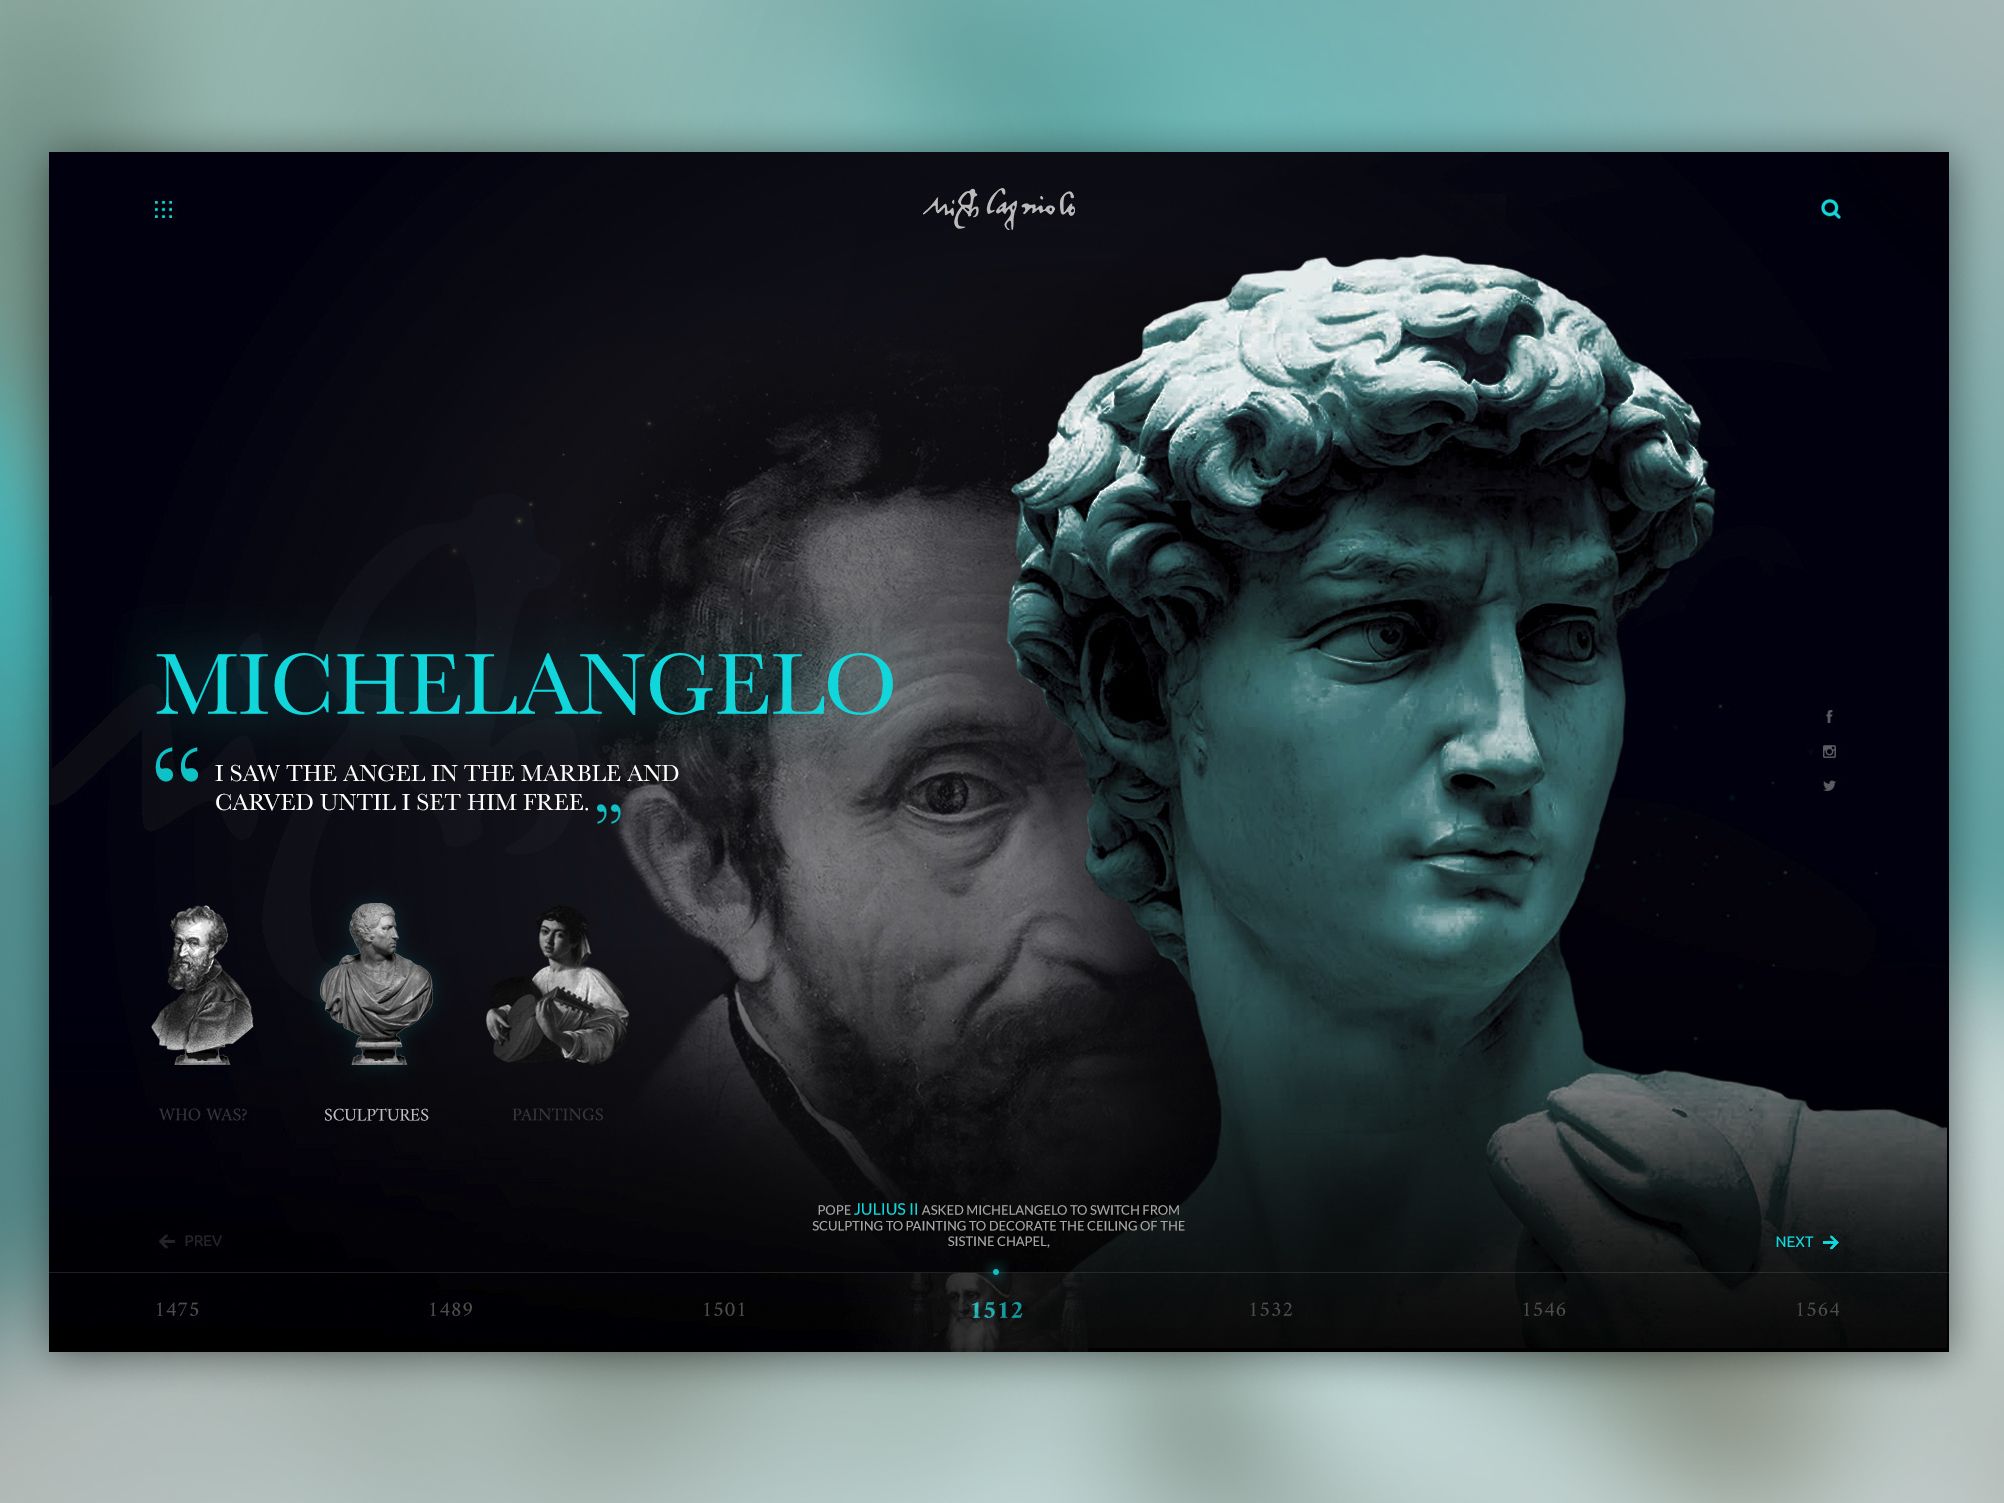 MICHELANGELO
“ I SAW THE ANGEL IN THE MARBLE AND
CARVED UNTIL I SET HIM FREE. ”
WHO WAS? SCULPTURES PAINTINGS
POPE JULIUS II ASKED MICHELANGELO TO SWITCH FROM
SCULPTING TO PAINTING TO DECORATE THE CEILING OF THE
SISTINE CHAPEL,
← PREV
NEXT →
1475 1489 1501 1512 1532 1546 1564